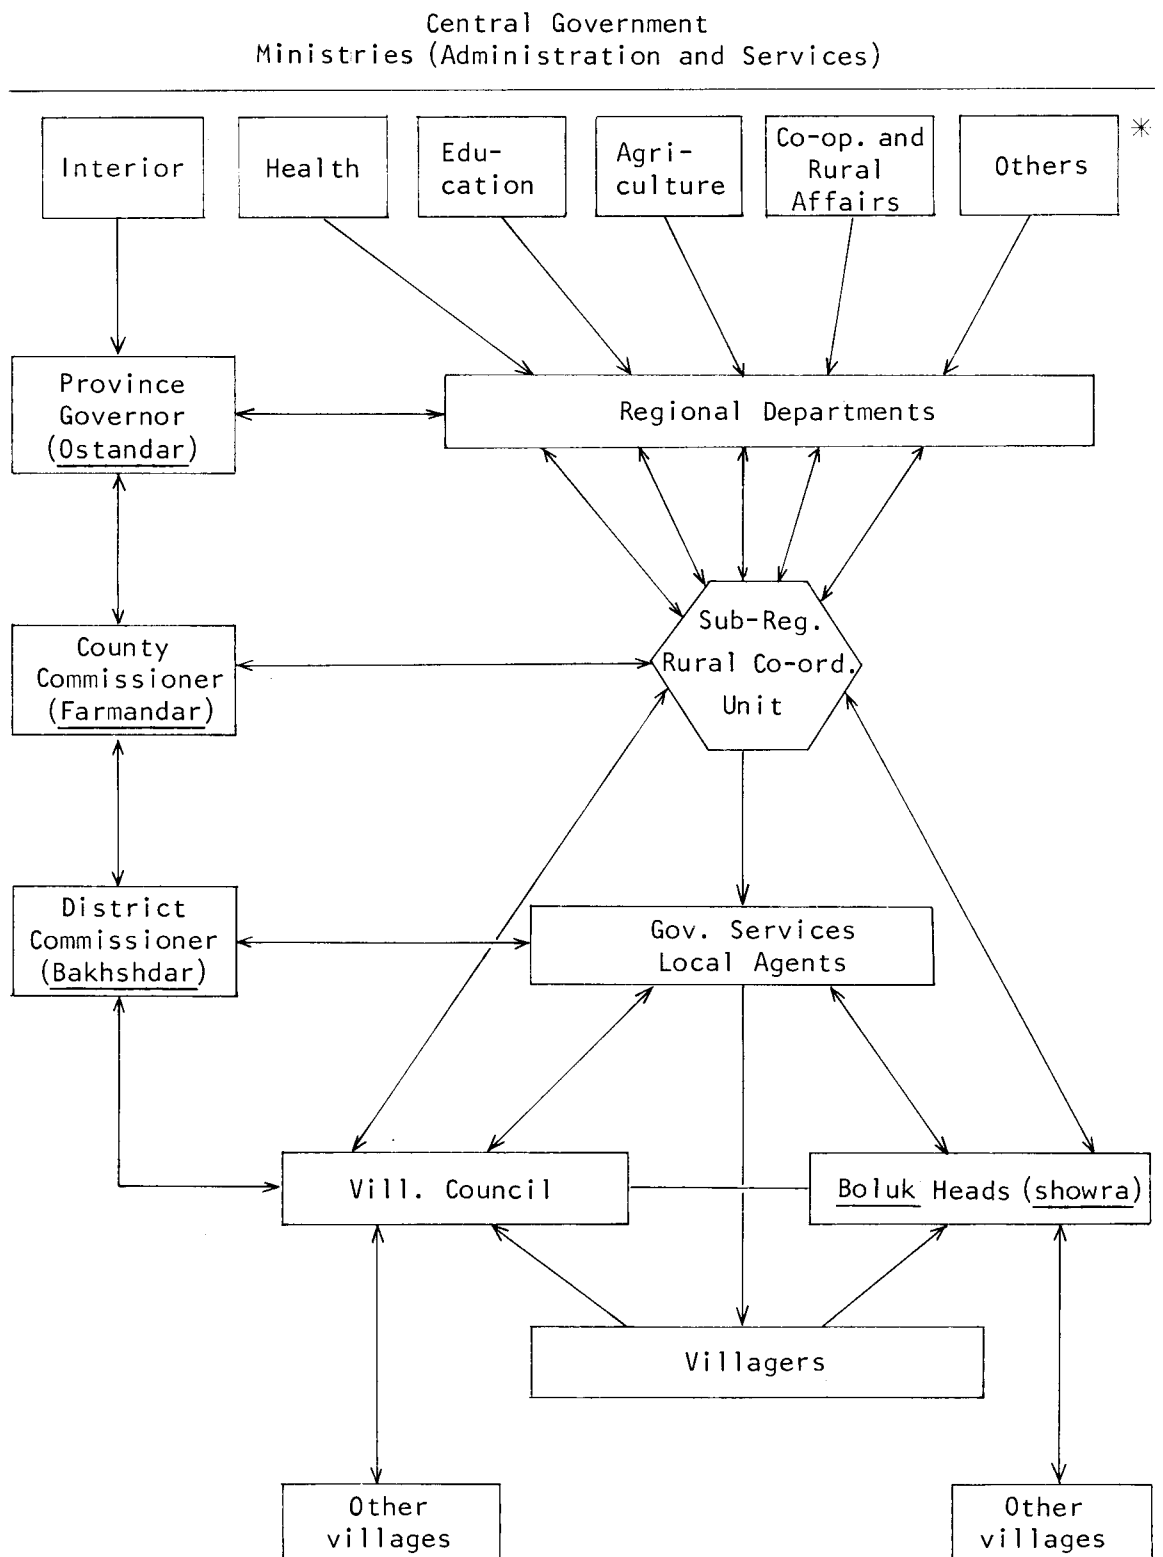 Central Government
Ministries (Administration and Services)
Interior
Health
Edu-
cation
Agri-
culture
Co-op. and
Rural
Affairs
Others
*
Province
Governor
(Ostandar)
Regional Departments
County
Commissioner
(Farmandar)
Sub-Reg.
Rural Co-ord.
Unit
District
Commissioner
(Bakhshdar)
Gov. Services
Local Agents
Vill. Council
Boluk Heads (showra)
Villagers
Other
villages
Other
villages